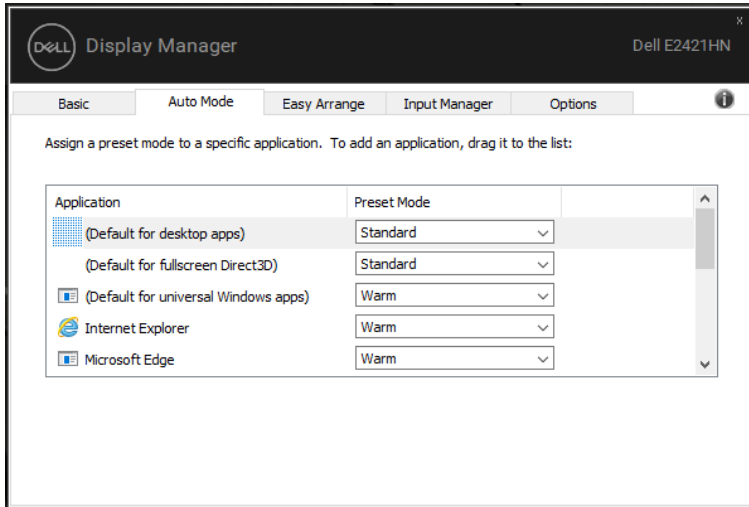 x
DELL Display Manager Dell E2421HN
Basic Auto Mode Easy Arrange Input Manager Options i
Assign a preset mode to a specific application. To add an application, drag it to the list:
Application Preset Mode
(Default for desktop apps) Standard
(Default for fullscreen Direct3D) Standard
(Default for universal Windows apps) Warm
Internet Explorer Warm
Microsoft Edge Warm